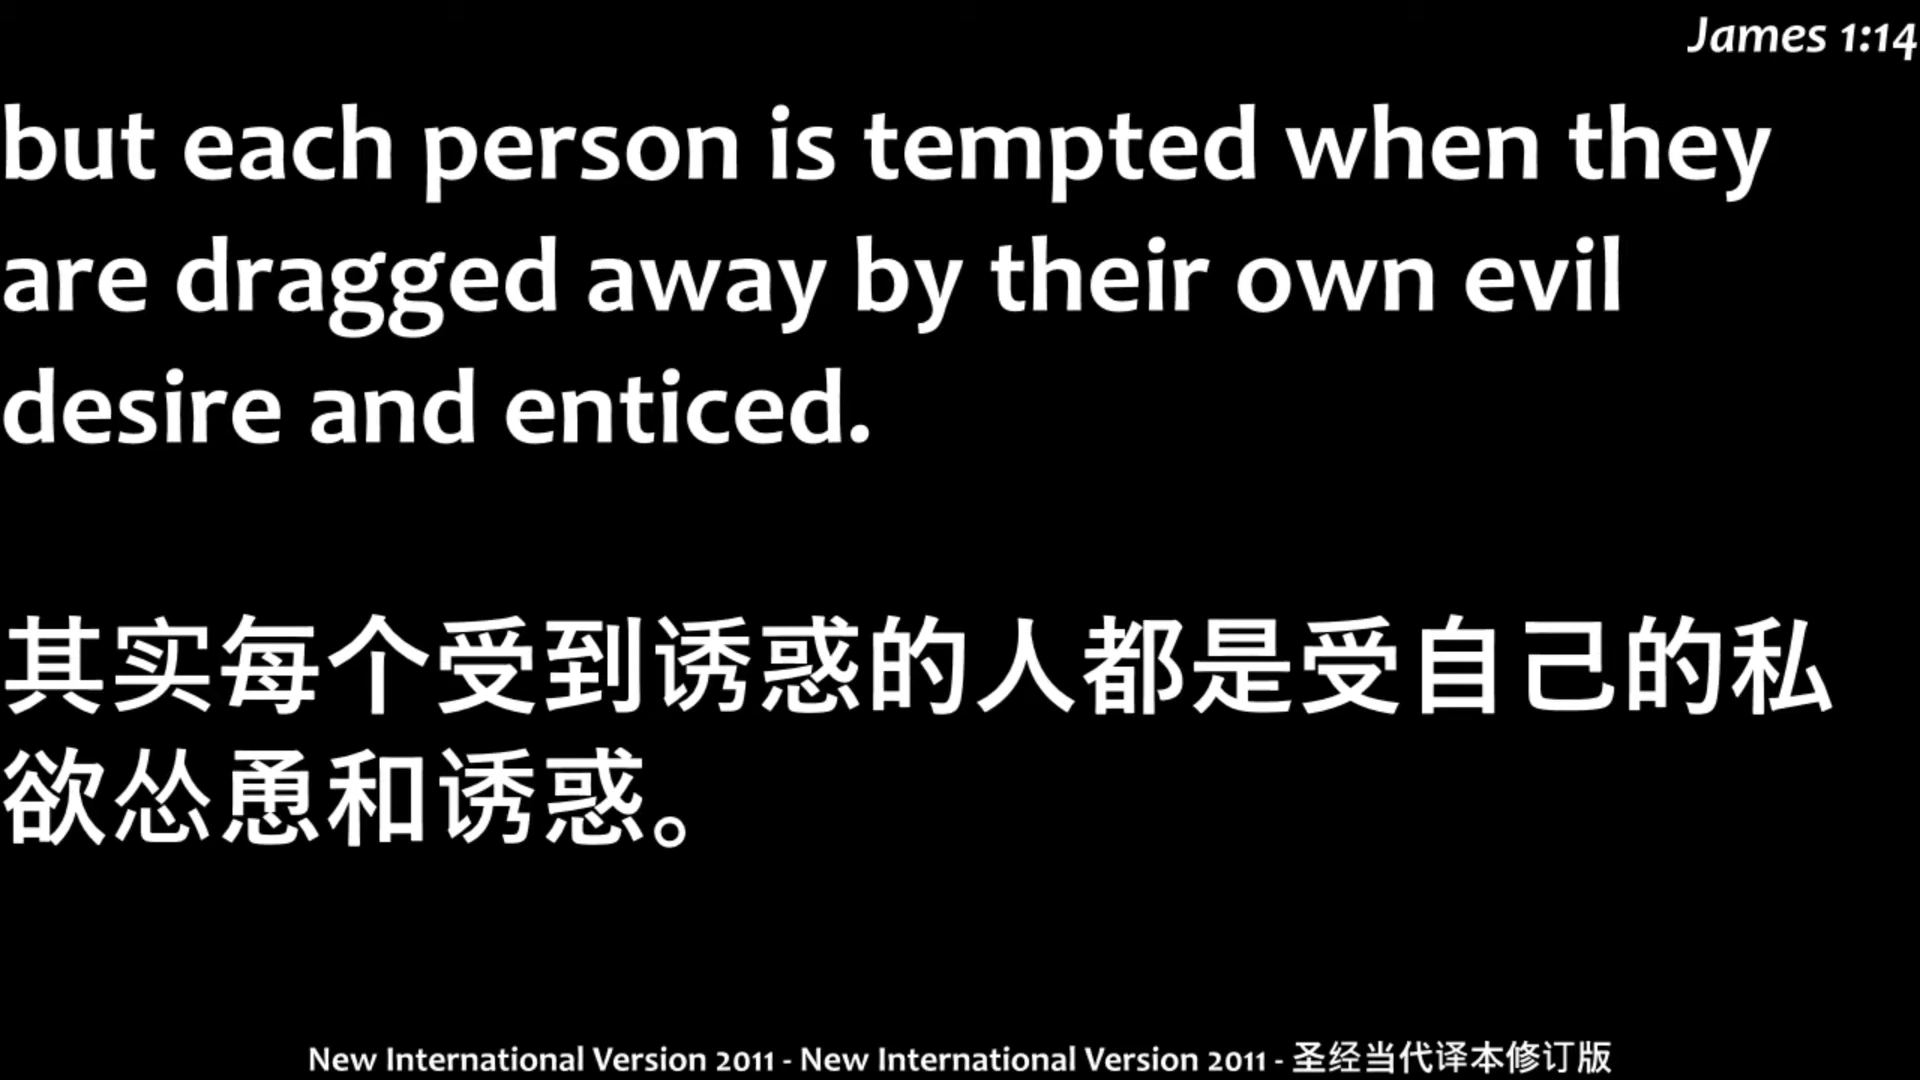 James 1:14
but each person is tempted when they
are dragged away by their own evil
desire and enticed.
其实每个受到诱惑的人都是受自己的私
欲怂恿和诱惑。
New International Version 2011 - New International Version 2011 - 圣经当代译本修订版